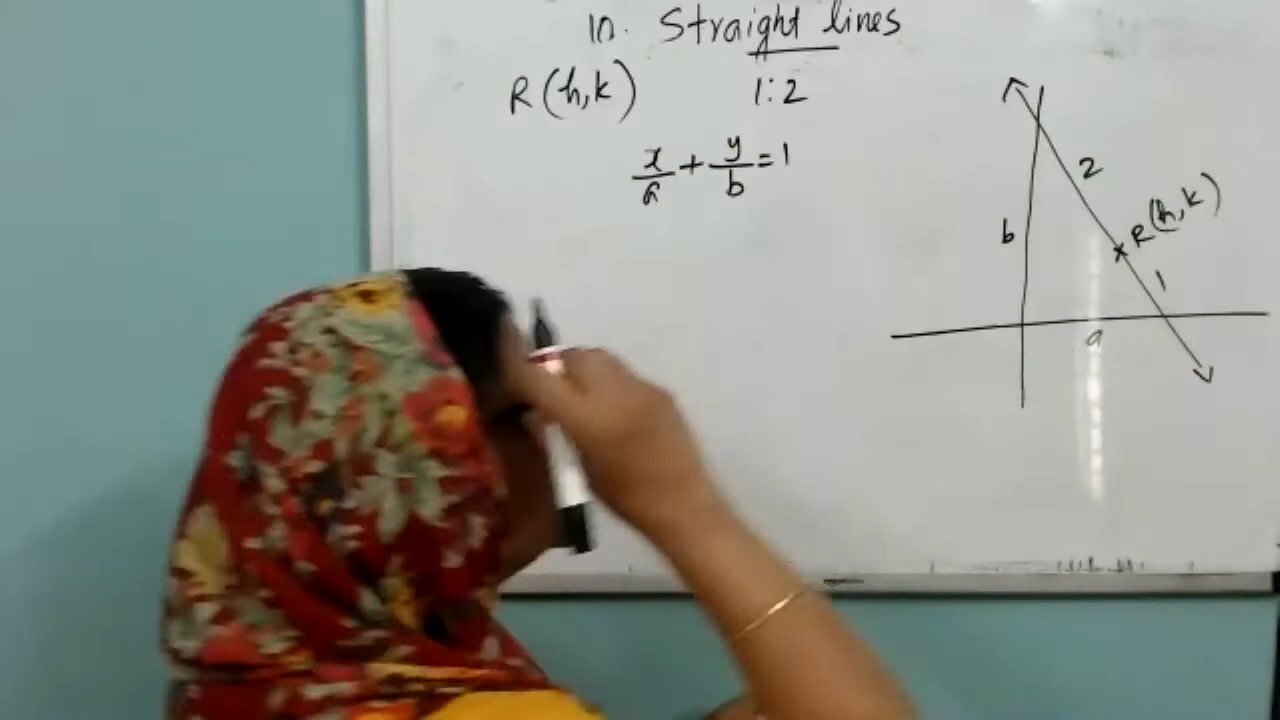 10. Straight lines
R(h,k) 1:2
x/a + y/b = 1
2
R(h,k)
b
1
a